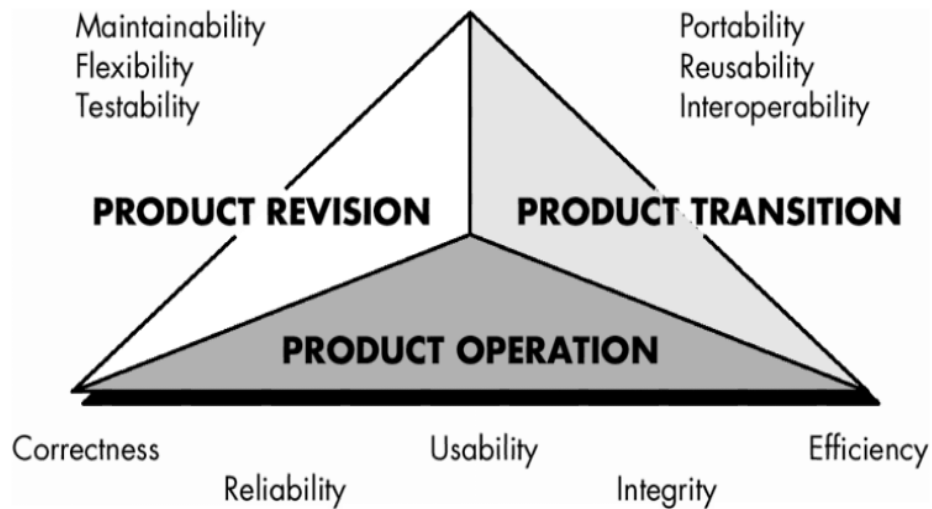 Maintainability
Flexibility
Testability
Portability
Reusability
Interoperability
PRODUCT REVISION
PRODUCT TRANSITION
PRODUCT OPERATION
Correctness
Usability
Efficiency
Reliability
Integrity